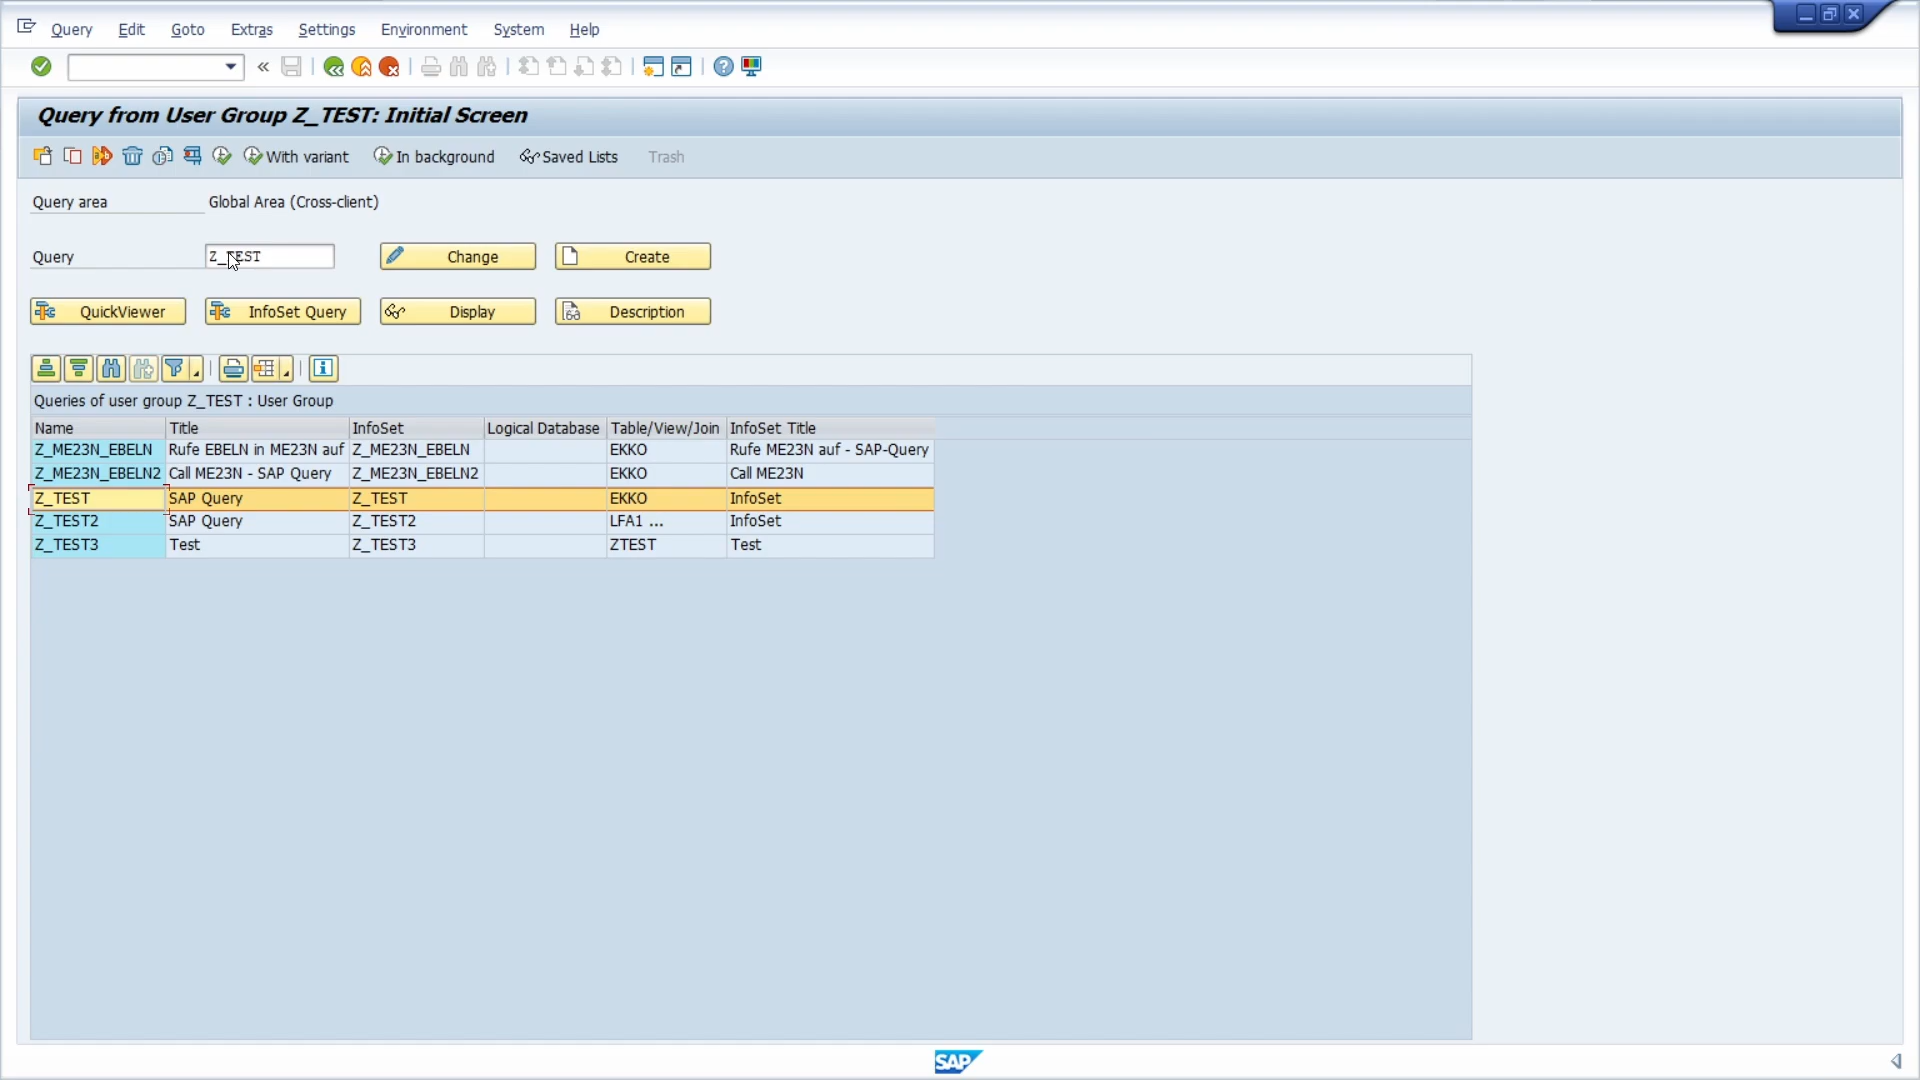 Query Edit Goto Extras Settings Environment System Help
Query from User Group Z_TEST: Initial Screen
With variant In background Saved Lists Trash
Query area Global Area (Cross-client)
Query Z_TEST Change Create
QuickViewer InfoSet Query Display Description
Queries of user group Z_TEST : User Group
Name Title InfoSet Logical Database Table/View/Join InfoSet Title
Z_ME23N_EBELN Rufe EBELN in ME23N auf Z_ME23N_EBELN EKKO Rufe ME23N auf - SAP-Query
Z_ME23N_EBELN2 Call ME23N - SAP Query Z_ME23N_EBELN2 EKKO Call ME23N
Z_TEST SAP Query Z_TEST EKKO InfoSet
Z_TEST2 SAP Query Z_TEST2 LFA1 ... InfoSet
Z_TEST3 Test Z_TEST3 ZTEST Test
SAP